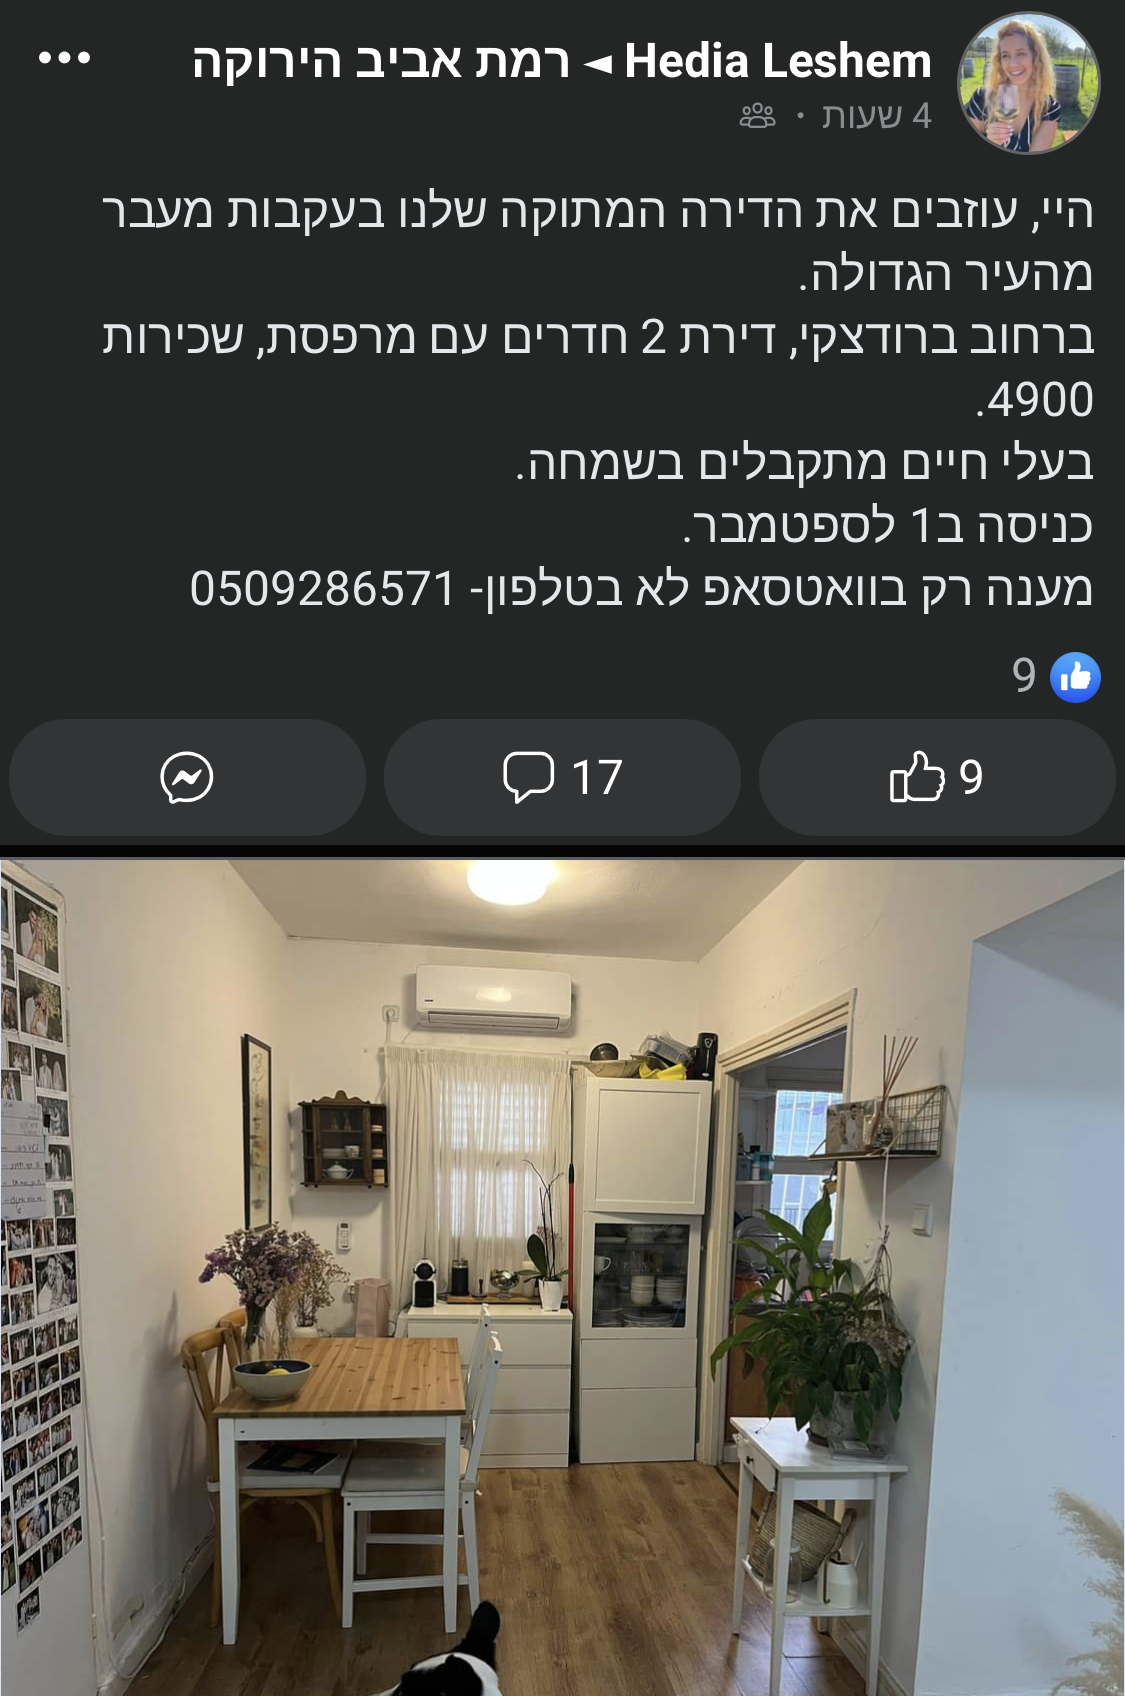 Hedia Leshem ◄ רמת אביב הירוקה
4 שעות ·
היי, עוזבים את הדירה המתוקה שלנו בעקבות מעבר
מהעיר הגדולה.
ברחוב ברודצקי, דירת 2 חדרים עם מרפסת, שכירות
4900.
בעלי חיים מתקבלים בשמחה.
כניסה ב1 לספטמבר.
מענה רק בוואטסאפ לא בטלפון- 0509286571
9
9
17